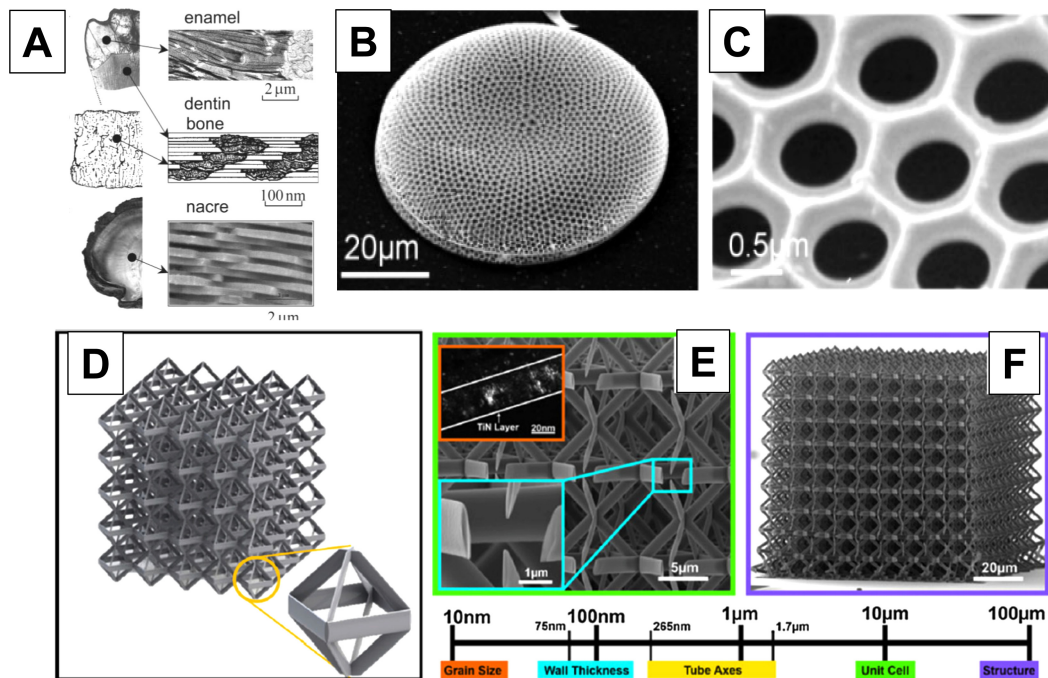 A
enamel
2 μm
dentin
bone
100 nm
nacre
2 μm
B
20μm
C
0.5μm
D
E
TiN Layer
20nm
1μm
5μm
F
20μm
10nm
75nm
100nm
265nm
1μm
1.7μm
10μm
100μm
Grain Size
Wall Thickness
Tube Axes
Unit Cell
Structure